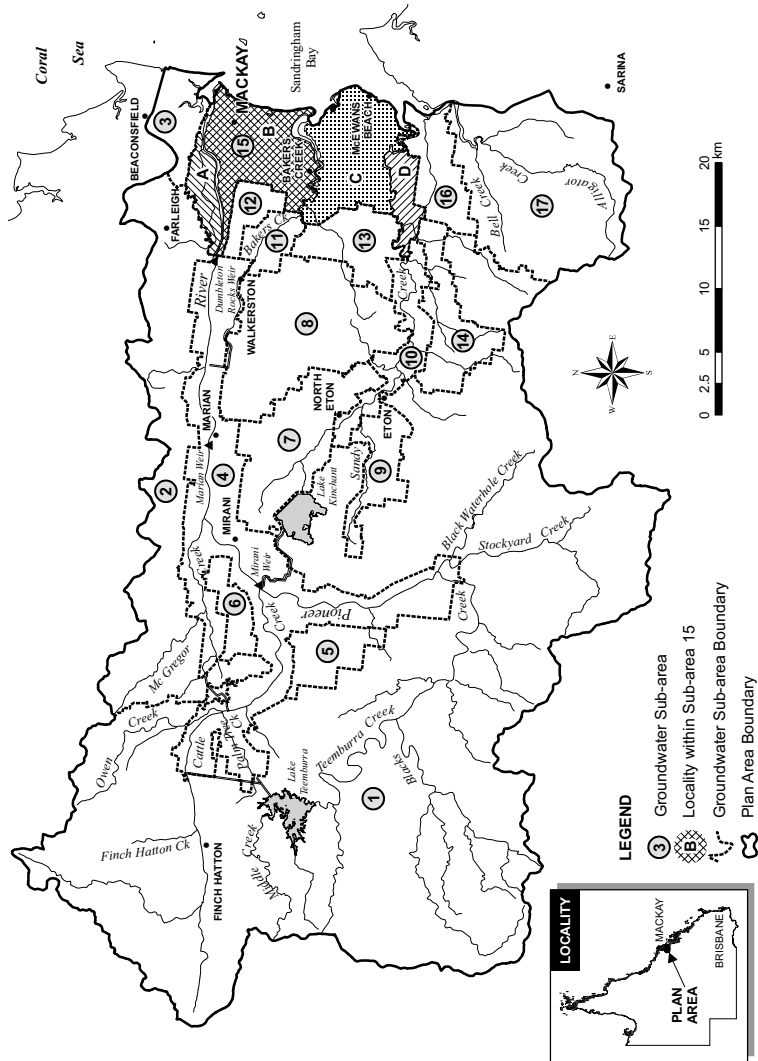 Coral
Sea
BEACONSFIELD
3
FARLEIGH
A
MACKAY
15
B
Sandringham
Bay
BAKERS
CREEK
McEWANS
BEACH
C
D
12
11
Bakers Ck
13
16
Bell
Creek
Alligator
Creek
17
SARINA
River
Dumbleton
Rocks Weir
WALKERSTON
8
Creek
10
14
2
Marian Weir
MARIAN
4
MIRANI
7
NORTH
ETON
ETON
Sandy
9
Lake
Kinchant
Mirani
Weir
Creek
6
Creek
Pioneer
5
Black Waterhole Creek
Stockyard Creek
Creek
Mc Gregor
Owen
Creek
Cattle
Palm Tree
Ck
Lake
Teemburra
Teemburra Creek
Blacks
1
Middle Creek
Finch Hatton Ck
FINCH HATTON
N
E
S
W
0
2.5
5
10
15
20
km
LEGEND
3 Groundwater Sub-area
B Locality within Sub-area 15
Groundwater Sub-area Boundary
Plan Area Boundary
LOCALITY
MACKAY
PLAN
AREA
BRISBANE